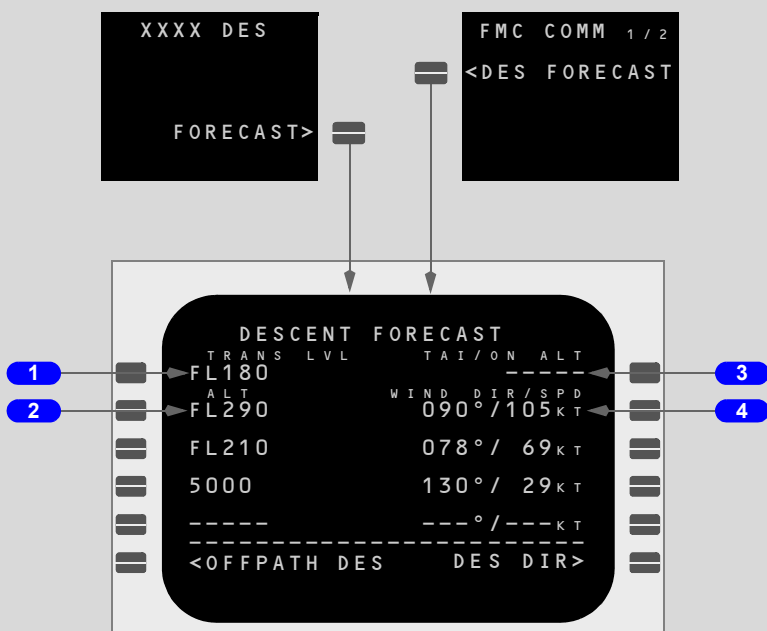 XXXX DES
FORECAST>
FMC COMM 1/2
<DES FORECAST
DESCENT FORECAST
TRANS LVL TAI/ON ALT
1 FL180 ----- 3
ALT WIND DIR/SPD
2 FL290 090°/105KT 4
FL210 078°/ 69KT
5000 130°/ 29KT
----- ---°/---KT
------------------------
<OFFPATH DES DES DIR>